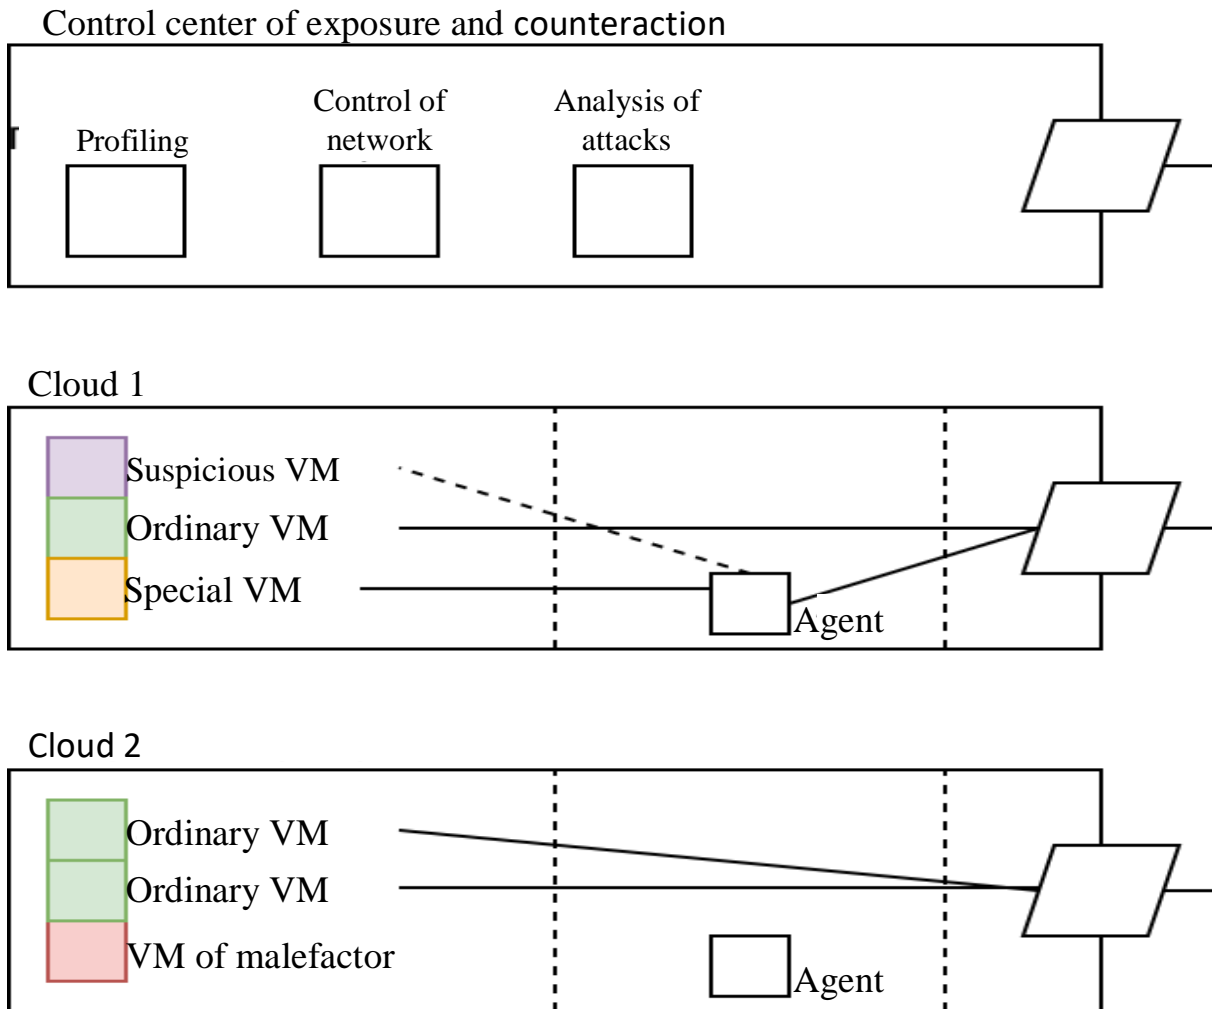 Control center of exposure and counteraction
Profiling
Control of
network
Analysis of
attacks
Cloud 1
Suspicious VM
Ordinary VM
Special VM
Agent
Cloud 2
Ordinary VM
Ordinary VM
VM of malefactor
Agent